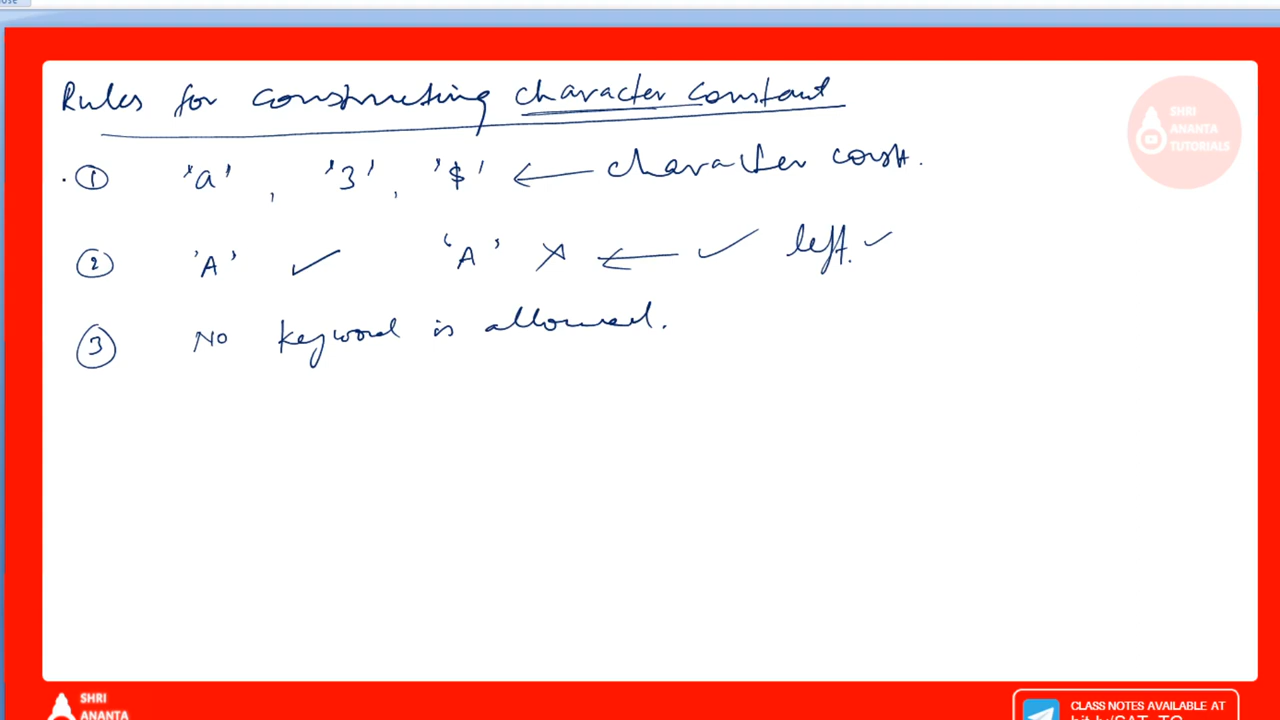 Rules for constructing character constant
SHRI
ANANTA
TUTORIALS
① 'a' , '3' , '$' ← character const.
② 'A' ✓ ‘A’ ✗ ← ✓ left. ✓
③ No keyword is allowed.
SHRI
ANANTA
CLASS NOTES AVAILABLE AT